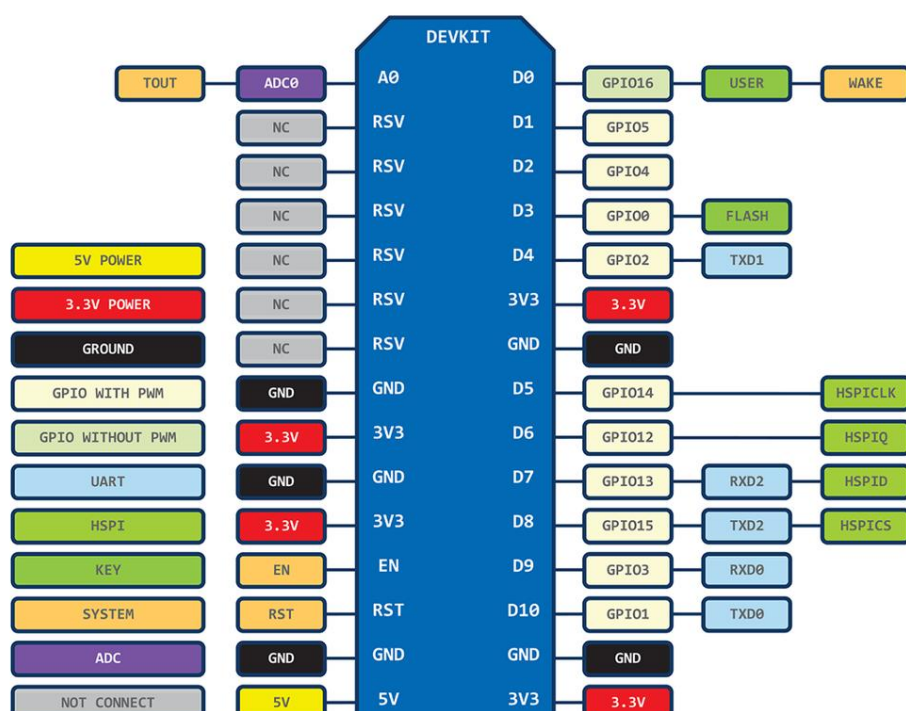 DEVKIT
TOUT ADC0 A0 D0 GPIO16 USER WAKE
NC RSV D1 GPIO5
NC RSV D2 GPIO4
NC RSV D3 GPIO0 FLASH
5V POWER NC RSV D4 GPIO2 TXD1
3.3V POWER NC RSV 3V3 3.3V
GROUND NC RSV GND GND
GPIO WITH PWM GND GND D5 GPIO14 HSPICLK
GPIO WITHOUT PWM 3.3V 3V3 D6 GPIO12 HSPIQ
UART GND GND D7 GPIO13 RXD2 HSPID
HSPI 3.3V 3V3 D8 GPIO15 TXD2 HSPICS
KEY EN EN D9 GPIO3 RXD0
SYSTEM RST RST D10 GPIO1 TXD0
ADC GND GND GND GND
NOT CONNECT 5V 5V 3V3 3.3V